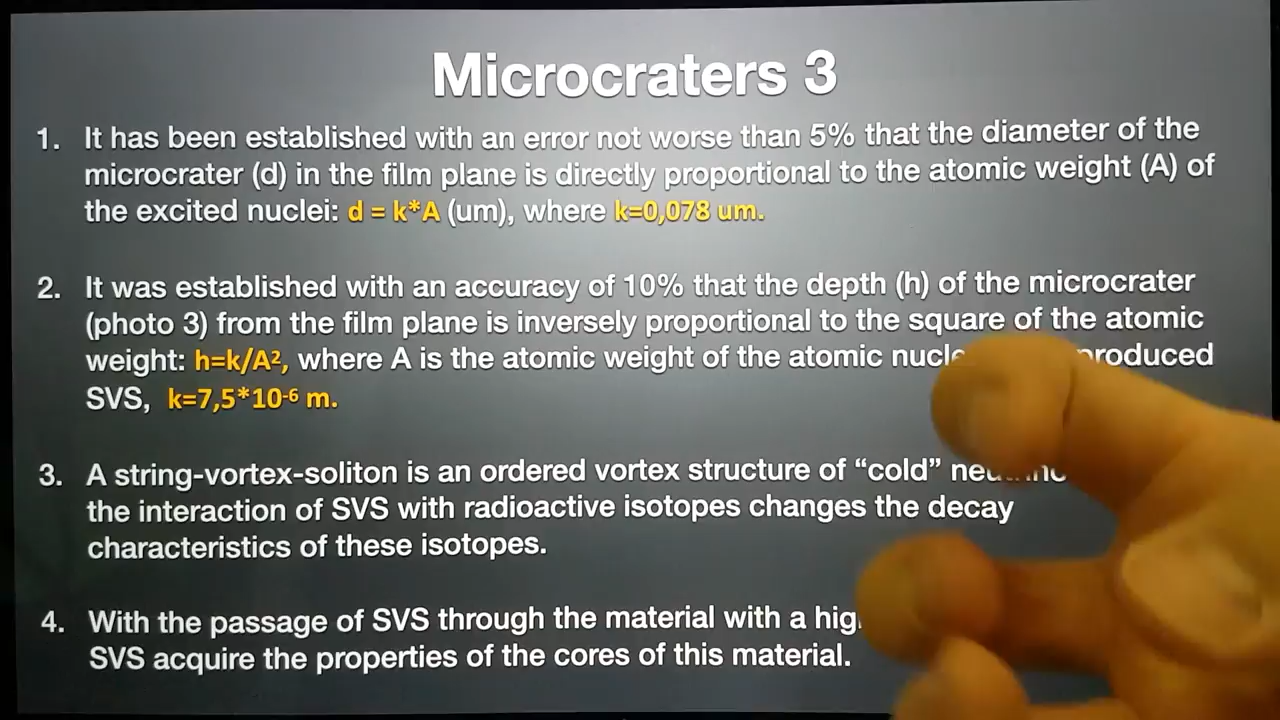 Microcraters 3
1. It has been established with an error not worse than 5% that the diameter of the
microcrater (d) in the film plane is directly proportional to the atomic weight (A) of
the excited nuclei: d = k*A (um), where k=0,078 um.
2. It was established with an accuracy of 10% that the depth (h) of the microcrater
(photo 3) from the film plane is inversely proportional to the square of the atomic
weight: h=k/A², where A is the atomic weight of the atomic produced
SVS, k=7,5*10-⁶ m.
3. A string-vortex-soliton is an ordered vortex structure of “cold”
the interaction of SVS with radioactive isotopes changes the decay
characteristics of these isotopes.
4. With the passage of SVS through the material with a
SVS acquire the properties of the cores of this material.